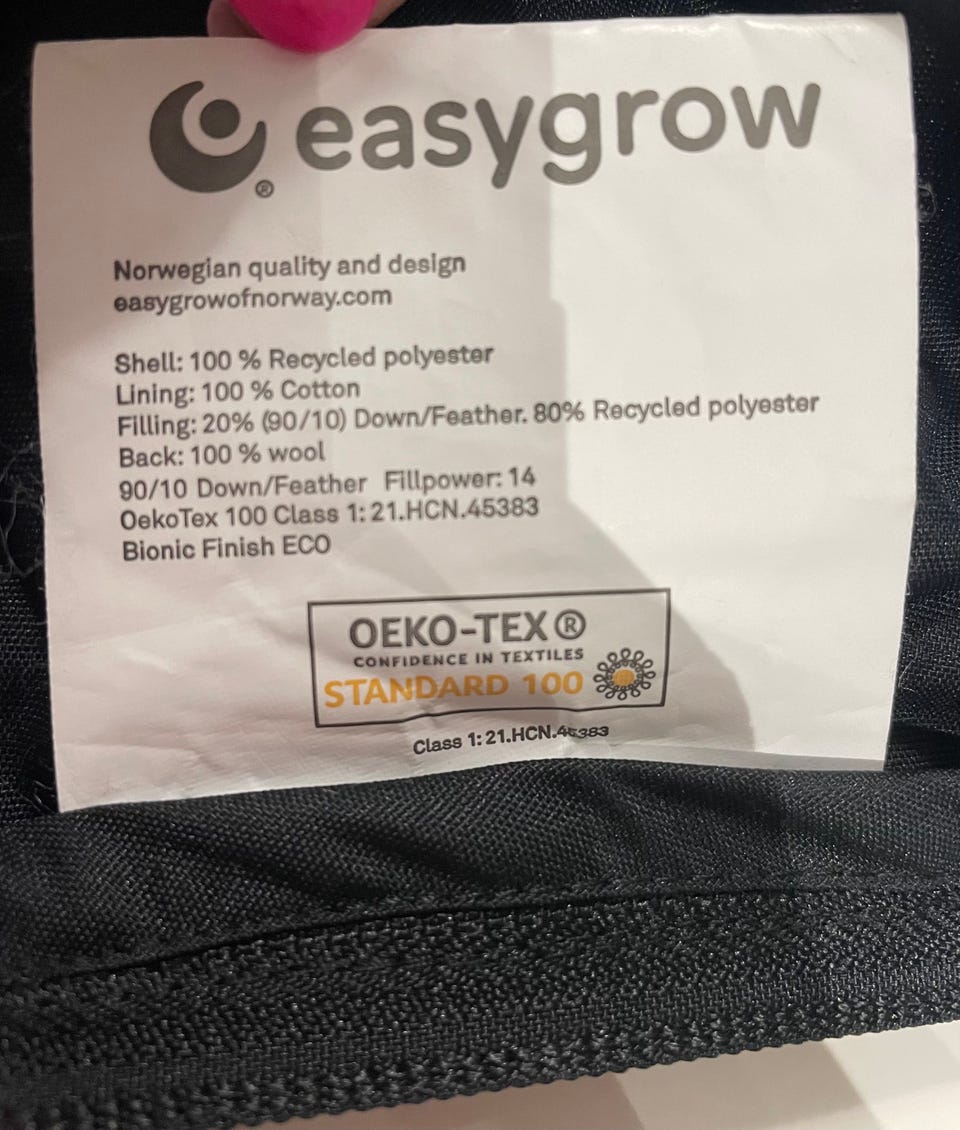 easygrow
®
Norwegian quality and design
easygrowofnorway.com
Shell: 100 % Recycled polyester
Lining: 100 % Cotton
Filling: 20% (90/10) Down/Feather. 80% Recycled polyester
Back: 100 % wool
90/10 Down/Feather Fillpower: 14
OekoTex 100 Class 1: 21.HCN.45383
Bionic Finish ECO
OEKO-TEX®
CONFIDENCE IN TEXTILES
STANDARD 100
Class 1: 21.HCN.45383